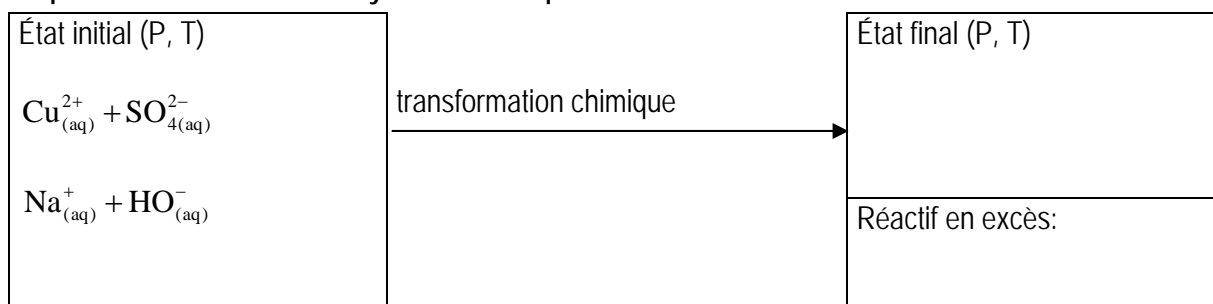 État initial (P, T)
Cu²⁺(aq) + SO₄²⁻(aq)
Na⁺(aq) + HO⁻(aq)
transformation chimique
État final (P, T)
Réactif en excès: